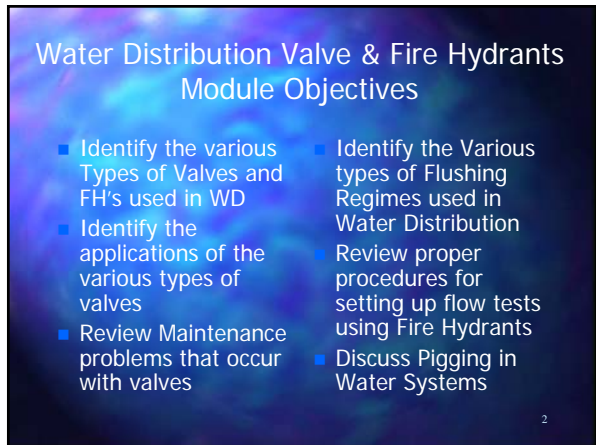 Water Distribution Valve & Fire Hydrants
Module Objectives
Identify the various
Types of Valves and
FH's used in WD
Identify the
applications of the
various types of
valves
Review Maintenance
problems that occur
with valves
Identify the Various
types of Flushing
Regimes used in
Water Distribution
Review proper
procedures for
setting up flow tests
using Fire Hydrants
Discuss Pigging in
Water Systems
2